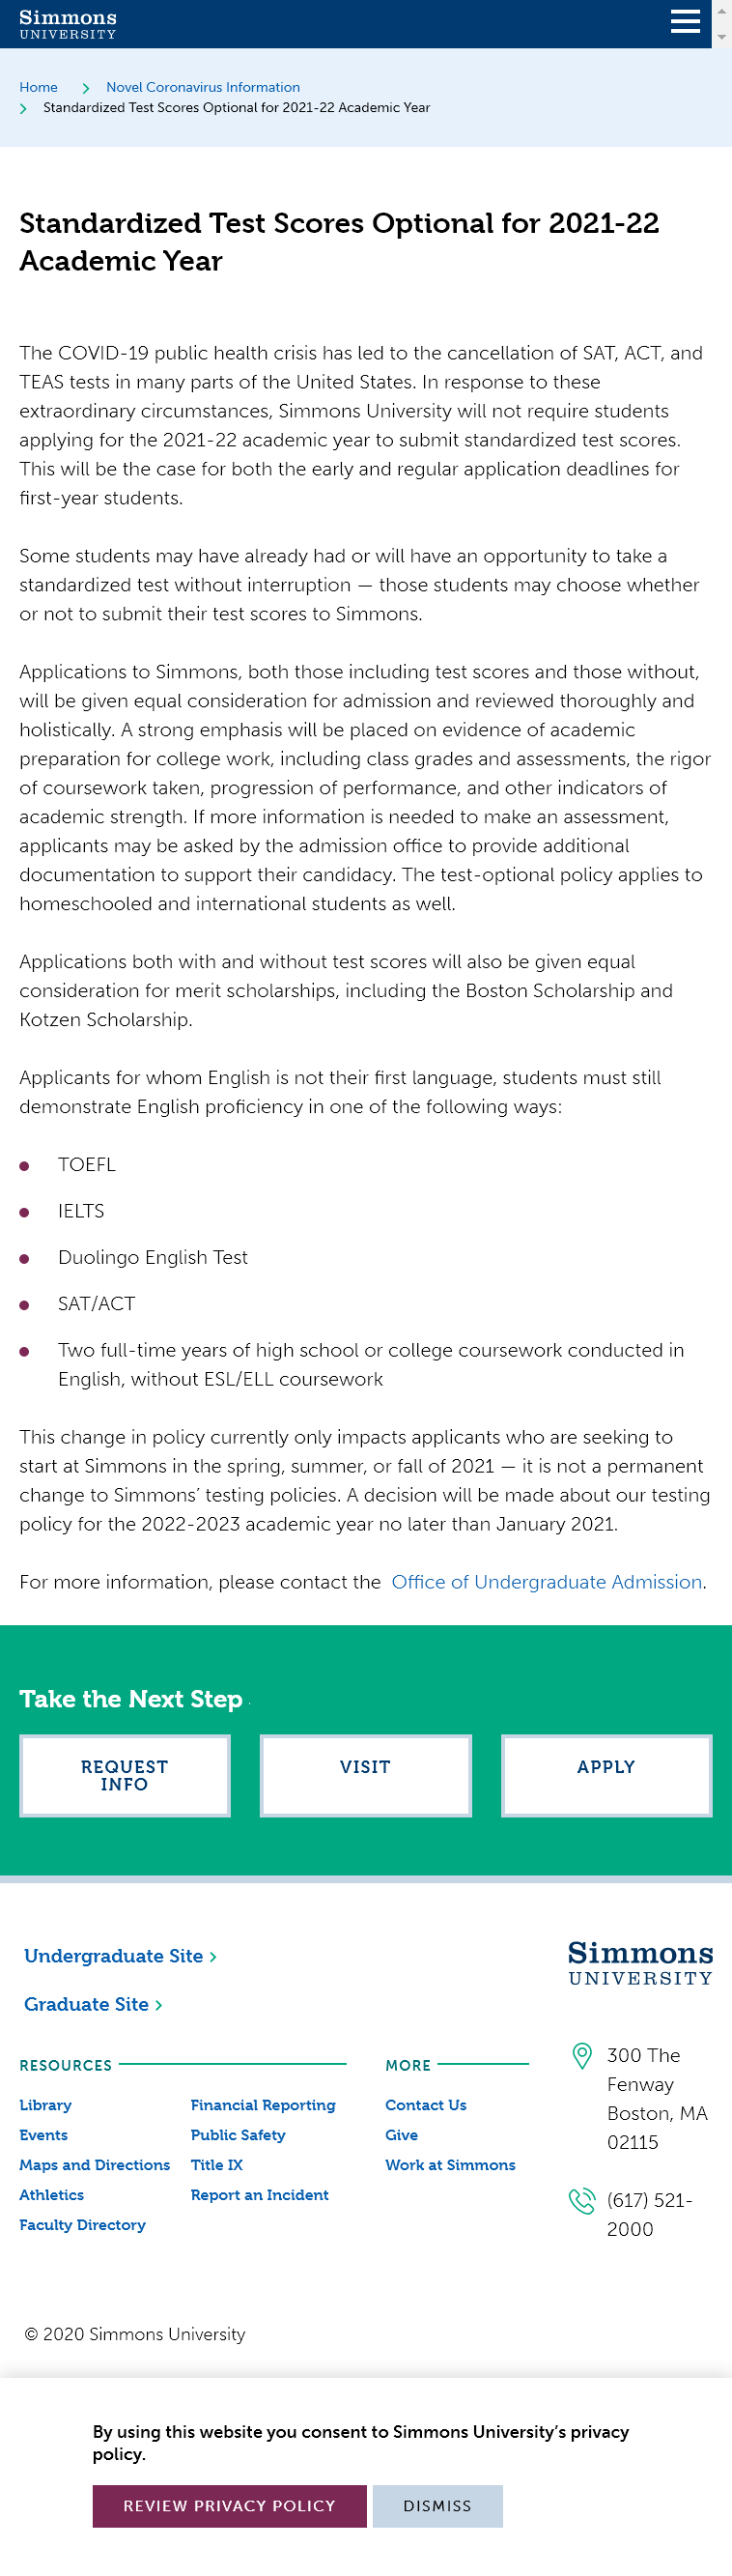 Simmons
UNIVERSITY
Home
Novel Coronavirus Information
Standardized Test Scores Optional for 2021-22 Academic Year
Standardized Test Scores Optional for 2021-22
Academic Year
The COVID-19 public health crisis has led to the cancellation of SAT, ACT, and
TEAS tests in many parts of the United States. In response to these
extraordinary circumstances, Simmons University will not require students
applying for the 2021-22 academic year to submit standardized test scores.
This will be the case for both the early and regular application deadlines for
first-year students.
Some students may have already had or will have an opportunity to take a
standardized test without interruption — those students may choose whether
or not to submit their test scores to Simmons.
Applications to Simmons, both those including test scores and those without,
will be given equal consideration for admission and reviewed thoroughly and
holistically. A strong emphasis will be placed on evidence of academic
preparation for college work, including class grades and assessments, the rigor
of coursework taken, progression of performance, and other indicators of
academic strength. If more information is needed to make an assessment,
applicants may be asked by the admission office to provide additional
documentation to support their candidacy. The test-optional policy applies to
homeschooled and international students as well.
Applications both with and without test scores will also be given equal
consideration for merit scholarships, including the Boston Scholarship and
Kotzen Scholarship.
Applicants for whom English is not their first language, students must still
demonstrate English proficiency in one of the following ways:
TOEFL
IELTS
Duolingo English Test
SAT/ACT
Two full-time years of high school or college coursework conducted in
English, without ESL/ELL coursework
This change in policy currently only impacts applicants who are seeking to
start at Simmons in the spring, summer, or fall of 2021 — it is not a permanent
change to Simmons’ testing policies. A decision will be made about our testing
policy for the 2022-2023 academic year no later than January 2021.
For more information, please contact the Office of Undergraduate Admission.
Take the Next Step
REQUEST
INFO
VISIT
APPLY
Undergraduate Site
Graduate Site
RESOURCES
Library
Events
Maps and Directions
Athletics
Faculty Directory
Financial Reporting
Public Safety
Title IX
Report an Incident
MORE
Contact Us
Give
Work at Simmons
Simmons
UNIVERSITY
300 The
Fenway
Boston, MA
02115
(617) 521-
2000
© 2020 Simmons University
By using this website you consent to Simmons University’s privacy
policy.
REVIEW PRIVACY POLICY
DISMISS